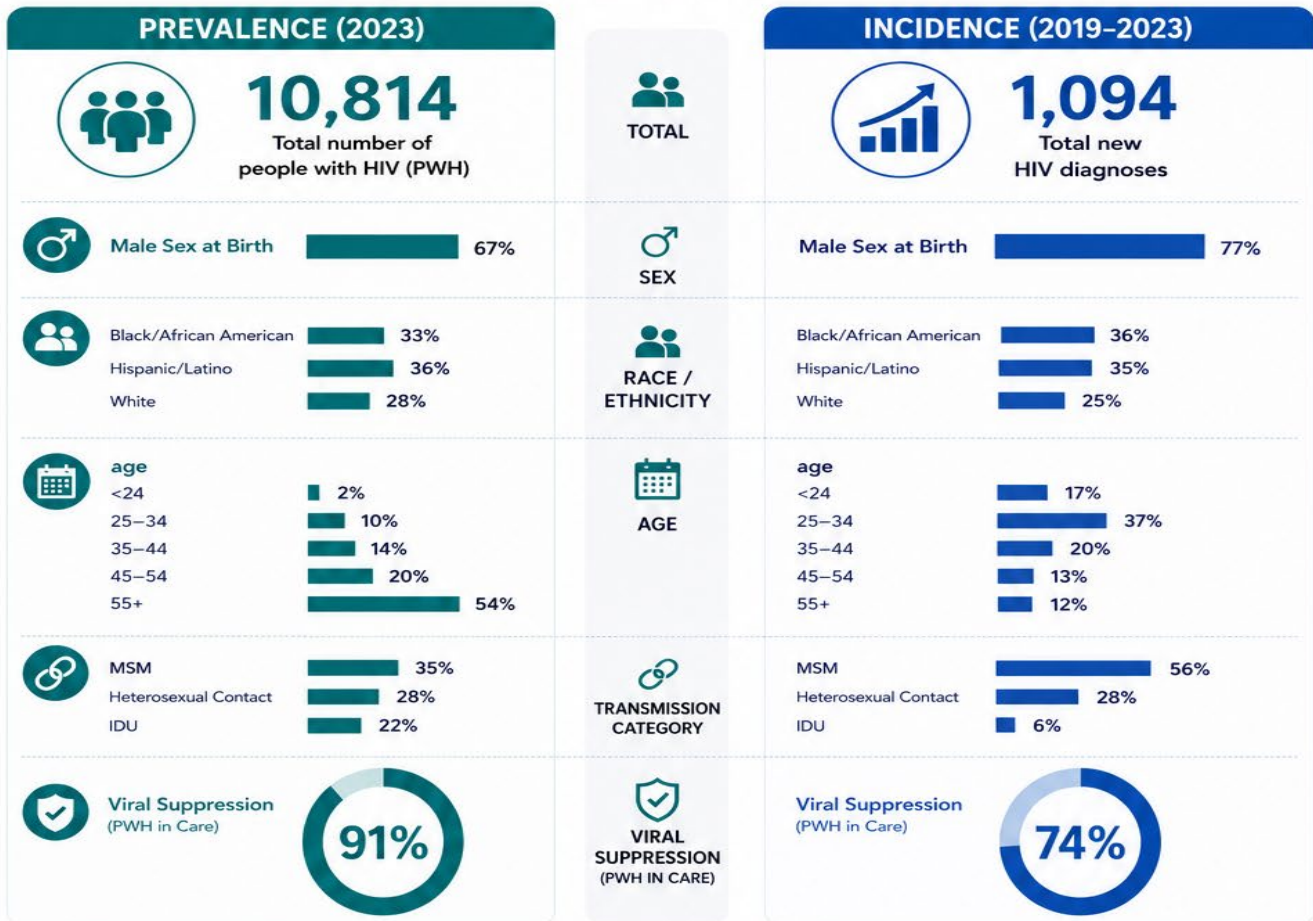 PREVALENCE (2023)
10,814
Total number of
people with HIV (PWH)
Male Sex at Birth 67%
Black/African American 33%
Hispanic/Latino 36%
White 28%
age
<24 2%
25–34 10%
35–44 14%
45–54 20%
55+ 54%
MSM 35%
Heterosexual Contact 28%
IDU 22%
Viral Suppression
(PWH in Care)
91%
TOTAL
SEX
RACE /
ETHNICITY
AGE
TRANSMISSION
CATEGORY
VIRAL
SUPPRESSION
(PWH IN CARE)
INCIDENCE (2019–2023)
1,094
Total new
HIV diagnoses
Male Sex at Birth 77%
Black/African American 36%
Hispanic/Latino 35%
White 25%
age
<24 17%
25–34 37%
35–44 20%
45–54 13%
55+ 12%
MSM 56%
Heterosexual Contact 28%
IDU 6%
Viral Suppression
(PWH in Care)
74%